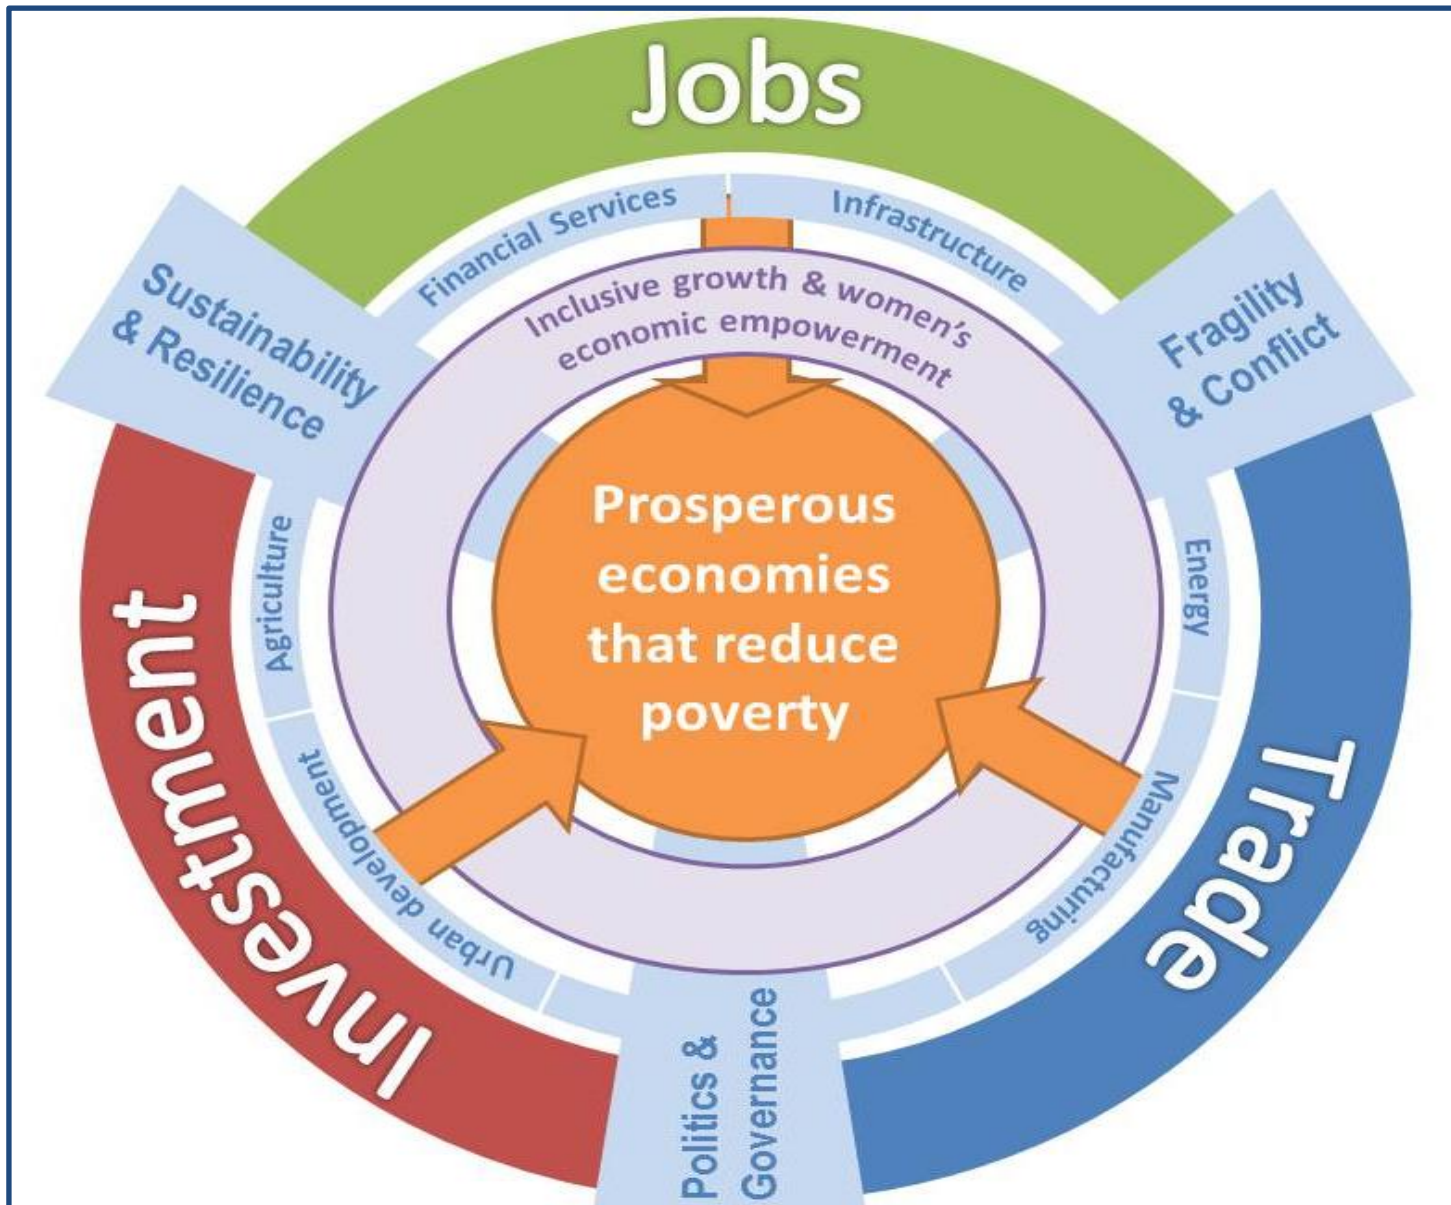 Jobs
Financial Services
Infrastructure
Sustainability
& Resilience
Inclusive growth & women's
economic empowerment
Fragility
& Conflict
Prosperous
economies
that reduce
poverty
Agriculture
Energy
Investment
Trade
Urban development
Manufacturing
Politics &
Governance